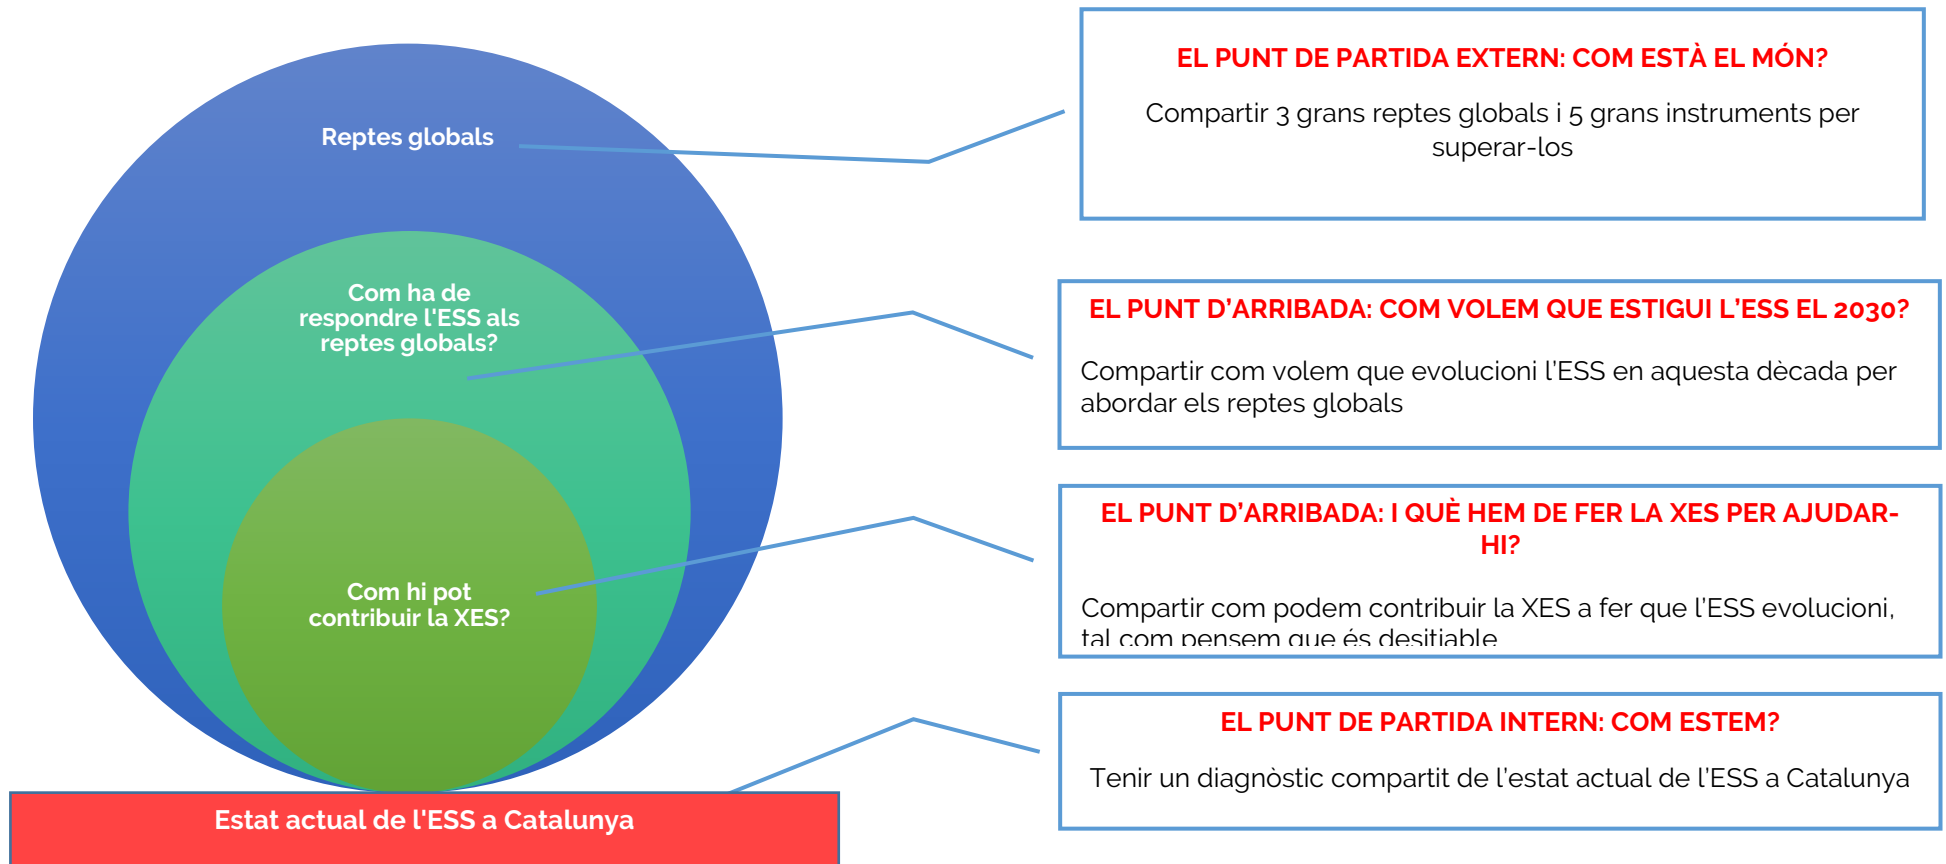 Reptes globals
Com ha de
respondre l'ESS als
reptes globals?
Com hi pot
contribuir la XES?
Estat actual de l'ESS a Catalunya
EL PUNT DE PARTIDA EXTERN: COM ESTÀ EL MÓN?
Compartir 3 grans reptes globals i 5 grans instruments per
superar-los
EL PUNT D’ARRIBADA: COM VOLEM QUE ESTIGUI L’ESS EL 2030?
Compartir com volem que evolucioni l’ESS en aquesta dècada per
abordar els reptes globals
EL PUNT D’ARRIBADA: I QUÈ HEM DE FER LA XES PER AJUDAR-
HI?
Compartir com podem contribuir la XES a fer que l’ESS evolucioni,
tal com pensem que és desitjable
EL PUNT DE PARTIDA INTERN: COM ESTEM?
Tenir un diagnòstic compartit de l’estat actual de l’ESS a Catalunya